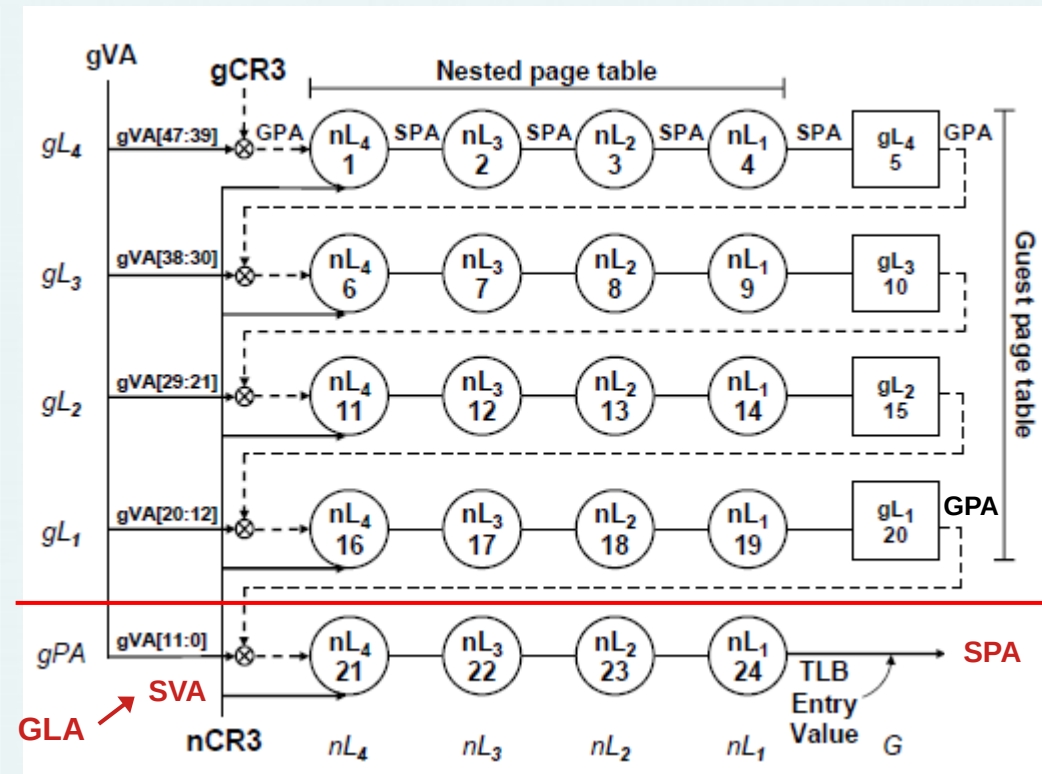 gVA
gCR3
Nested page table
gL4
gVA[47:39]
GPA
nL4
1
SPA
nL3
2
SPA
nL2
3
SPA
nL1
4
SPA
gL4
5
GPA
gL3
gVA[38:30]
nL4
6
nL3
7
nL2
8
nL1
9
gL3
10
Guest page table
gL2
gVA[29:21]
nL4
11
nL3
12
nL2
13
nL1
14
gL2
15
gL1
gVA[20:12]
nL4
16
nL3
17
nL2
18
nL1
19
gL1
20
GPA
gPA
gVA[11:0]
nL4
21
nL3
22
nL2
23
nL1
24
TLB
Entry
Value
SPA
SVA
GLA
nCR3
nL4
nL3
nL2
nL1
G